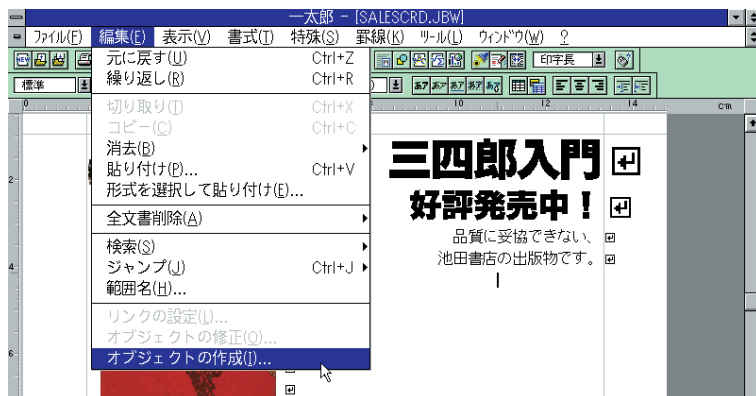 一太郎 - [SALESCRD.JBW]
ファイル(F) 編集(E) 表示(V) 書式(T) 特殊(S) 罫線(K) ツール(L) ウィンドウ(W) ?
元に戻す(U) Ctrl+Z
繰り返し(R) Ctrl+R
印字長
標準
切り取り(T) Ctrl+X
コピー(C) Ctrl+C
消去(B)
貼り付け(P)... Ctrl+V
形式を選択して貼り付け(E)...
全文書削除(A)
検索(S)
ジャンプ(J) Ctrl+J
範囲名(H)...
リンクの設定(L)...
オブジェクトの修正(O)...
オブジェクトの作成(I)...
0 10 12 14 cm
2
4
6
三四郎入門
好評発売中！
品質に妥協できない、
池田書店の出版物です。